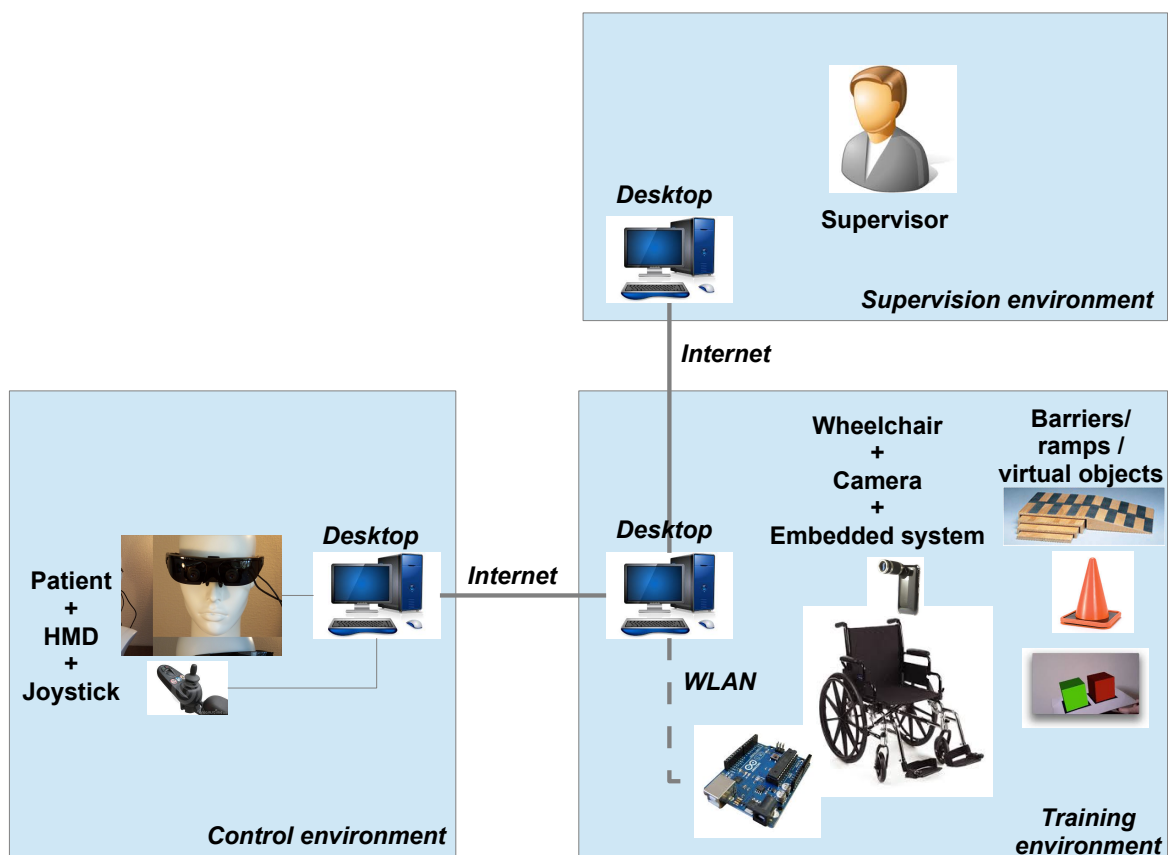 Desktop
Supervisor
Supervision environment
Internet
Patient
+
HMD
+
Joystick
Desktop
Control environment
Internet
Desktop
Wheelchair
+
Camera
+
Embedded system
Barriers/
ramps /
virtual objects
WLAN
Training
environment